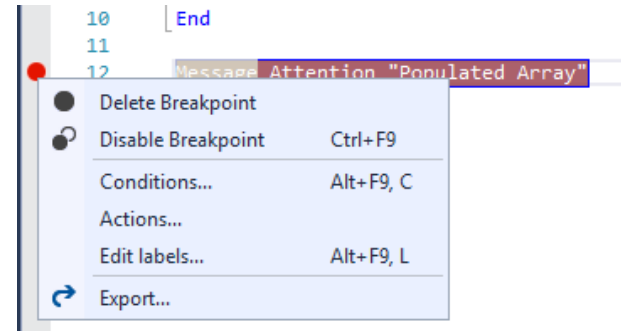 10 End
11
12 Message Attention "Populated Array"
Delete Breakpoint
Disable Breakpoint Ctrl+F9
Conditions... Alt+F9, C
Actions...
Edit labels... Alt+F9, L
Export...